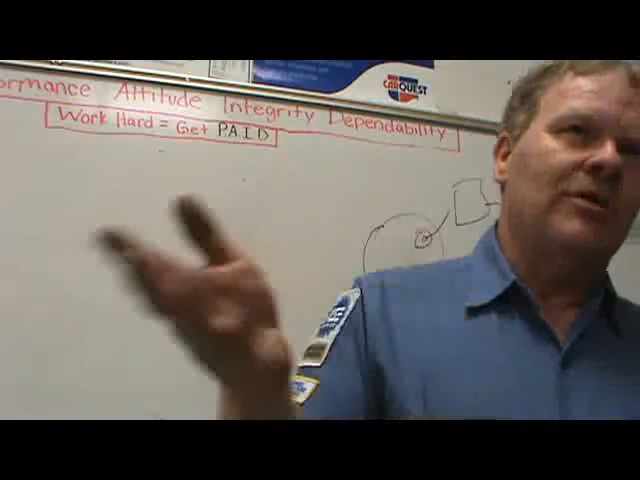 CARQUEST
ormance Attitude Integrity Dependability
Work Hard = Get PAID